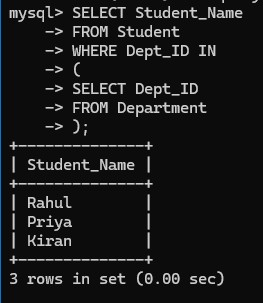 mysql> SELECT Student_Name
    -> FROM Student
    -> WHERE Dept_ID IN
    -> (
    -> SELECT Dept_ID
    -> FROM Department
    -> );
+--------------+
| Student_Name |
+--------------+
| Rahul        |
| Priya        |
| Kiran        |
+--------------+
3 rows in set (0.00 sec)